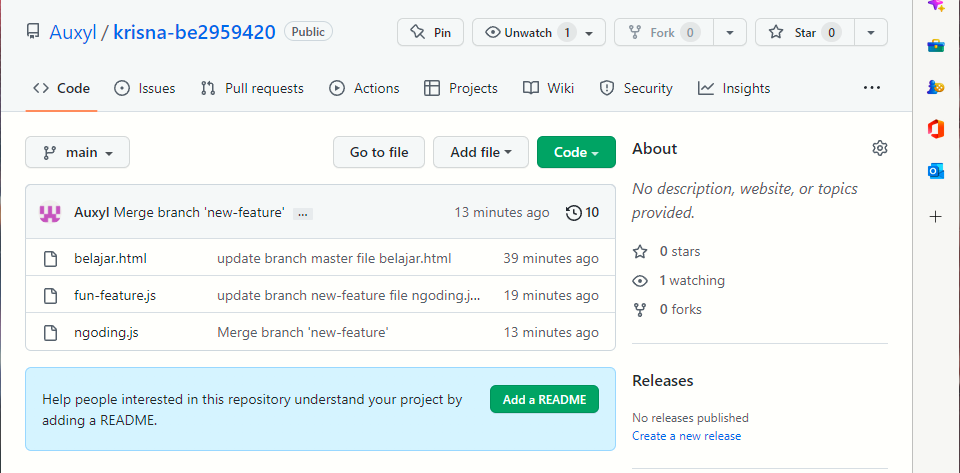 Auxyl / krisna-be2959420 Public Pin Unwatch 1 Fork 0 Star 0
Code Issues Pull requests Actions Projects Wiki Security Insights ...
main Go to file Add file Code
Auxyl Merge branch 'new-feature' ... 13 minutes ago 10
belajar.html update branch master file belajar.html 39 minutes ago
fun-feature.js update branch new-feature file ngoding.j... 19 minutes ago
ngoding.js Merge branch 'new-feature' 13 minutes ago
Help people interested in this repository understand your project by
adding a README.
Add a README
About
No description, website, or topics
provided.
0 stars
1 watching
0 forks
Releases
No releases published
Create a new release